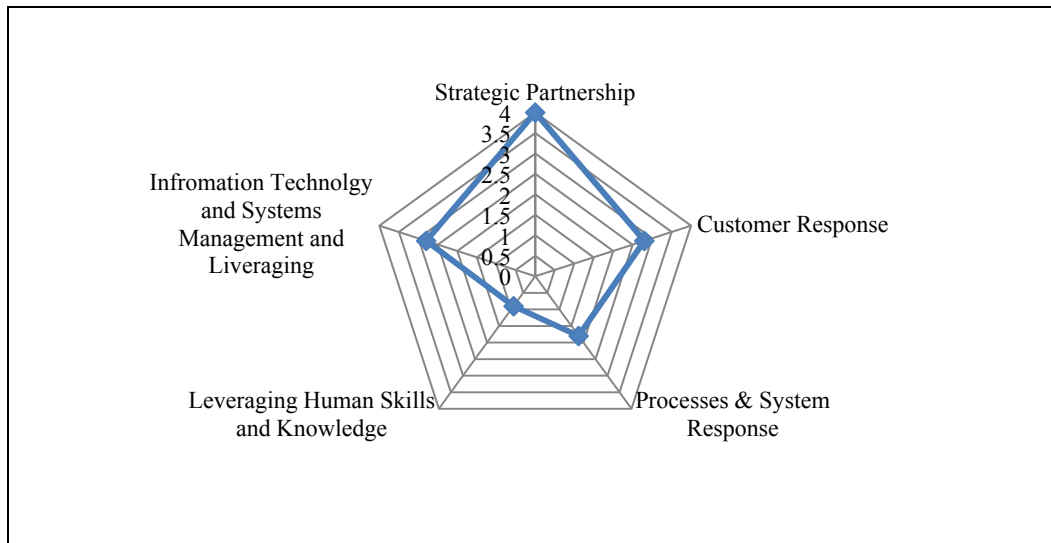 Strategic Partnership
4
3.5
3
2.5
2
1.5
1
0.5
0
Infromation Technolgy
and Systems
Management and
Liveraging
Customer Response
Leveraging Human Skills
and Knowledge
Processes & System
Response